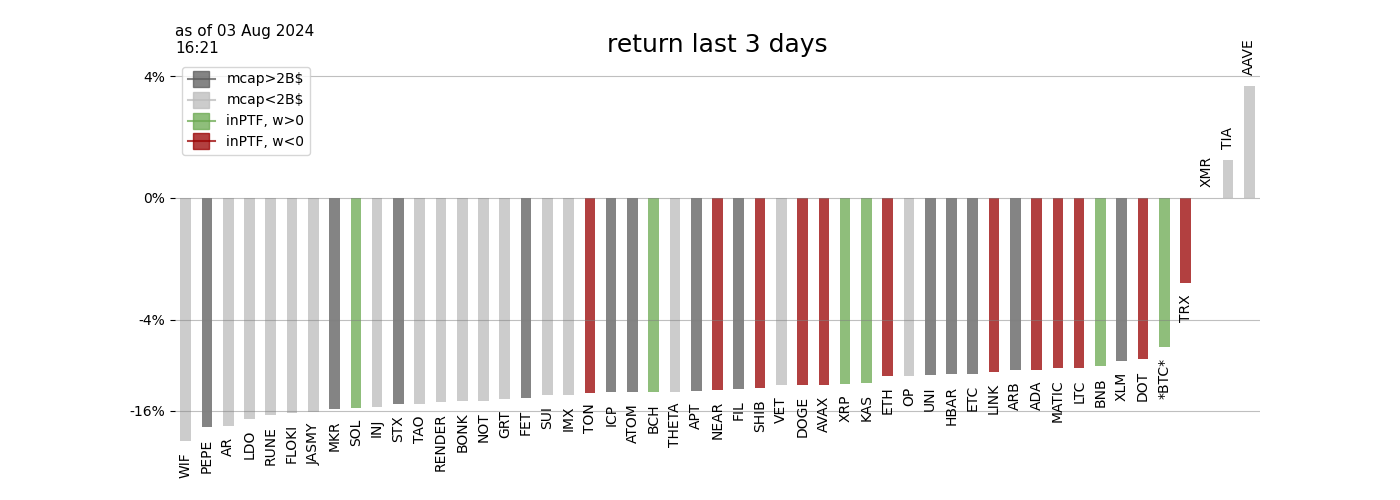 as of 03 Aug 2024
16:21
return last 3 days
mcap>2B$
mcap<2B$
inPTF, w>0
inPTF, w<0
4%
0%
-4%
-16%
WIF
PEPE
AR
LDO
RUNE
FLOKI
JASMY
MKR
SOL
INJ
STX
TAO
RENDER
BONK
NOT
GRT
FET
SUI
IMX
TON
ICP
ATOM
BCH
THETA
APT
NEAR
FIL
SHIB
VET
DOGE
AVAX
XRP
KAS
ETH
OP
UNI
HBAR
ETC
LINK
ARB
ADA
MATIC
LTC
BNB
XLM
DOT
*BTC*
TRX
XMR
TIA
AAVE